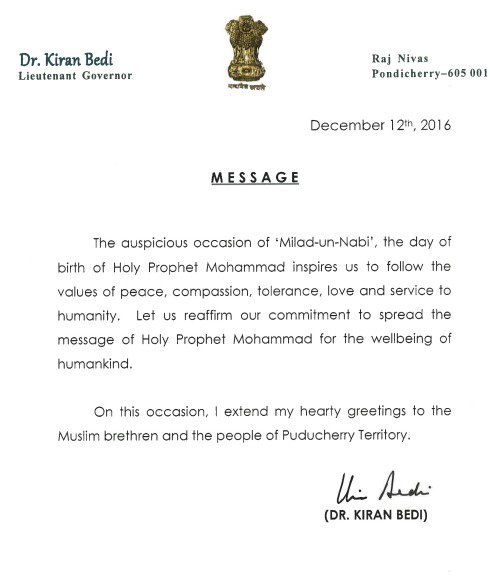 Dr. Kiran Bedi
Lieutenant Governor
सत्यमेव जयते
Raj Nivas
Pondicherry–605 001
December 12th, 2016
MESSAGE
The auspicious occasion of ‘Milad-un-Nabi’, the day of
birth of Holy Prophet Mohammad inspires us to follow the
values of peace, compassion, tolerance, love and service to
humanity. Let us reaffirm our commitment to spread the
message of Holy Prophet Mohammad for the wellbeing of
humankind.
On this occasion, I extend my hearty greetings to the
Muslim brethren and the people of Puducherry Territory.
Kiran Bedi
(DR. KIRAN BEDI)